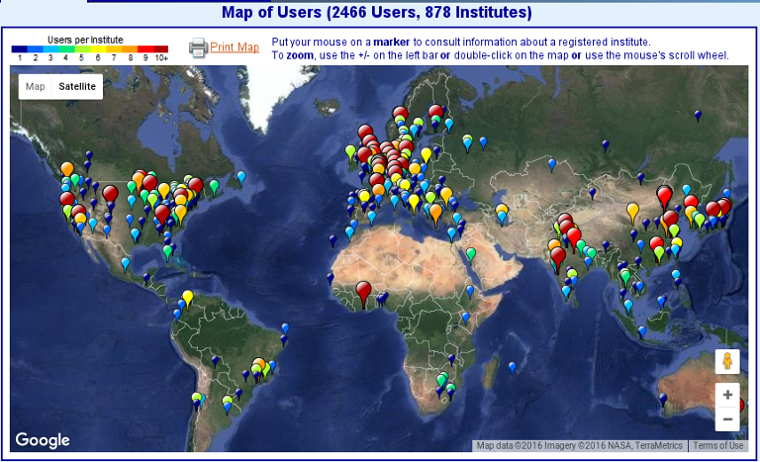 Map of Users (2466 Users, 878 Institutes)
Users per Institute
1 2 3 4 5 6 7 8 9 10+
Print Map
Put your mouse on a marker to consult information about a registered institute.
To zoom, use the +/- on the left bar or double-click on the map or use the mouse's scroll wheel.
Map Satellite
+
−
Google
Map data ©2016 Imagery ©2016 NASA, TerraMetrics Terms of Use